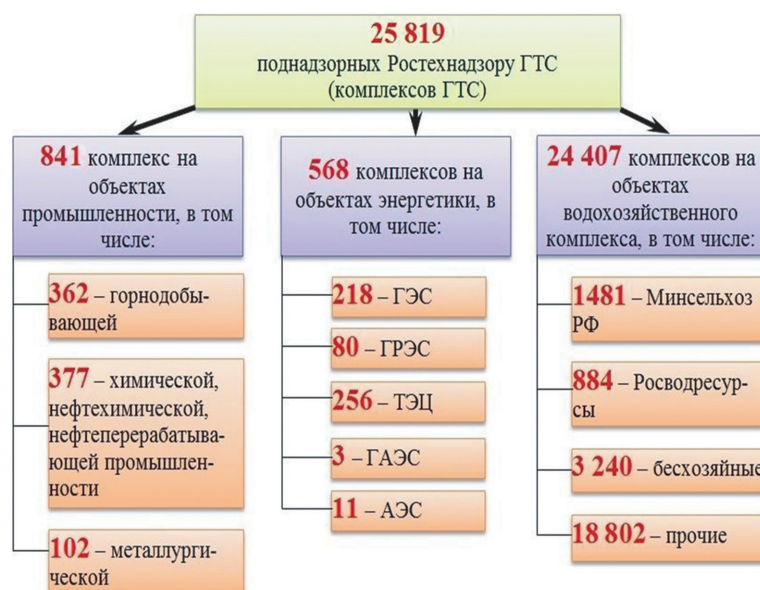 25 819
поднадзорных Ростехнадзору ГТС
(комплексов ГТС)
841 комплекс на
объектах
промышленности, в том
числе:
362 – горнодобы-
вающей
377 – химической,
нефтехимической,
нефтеперерабатываю-
ющей промышлен-
ности
102 – металлурги-
ческой
568 комплексов на
объектах энергетики, в
том числе:
218 – ГЭС
80 – ГРЭС
256 – ТЭЦ
3 – ГАЭС
11 – АЭС
24 407 комплексов на
объектах
водохозяйственного
комплекса, в том числе:
1481 – Минсельхоз
РФ
884 – Росводресур-
сы
3 240 – бесхозяйные
18 802 – прочие